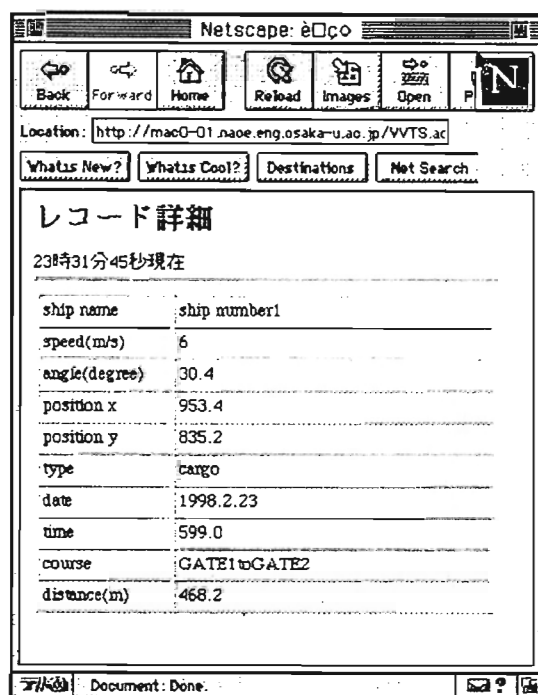 Netscape: è□ço
Back Forward Home Reload Images Open P N
Location: http://mac0-01.naoe.eng.osaka-u.ac.jp/VVTS.ac
What's New? What's Cool? Destinations Net Search
レコード詳細
23時31分45秒現在
ship name ship number1
speed(m/s) 6
angle(degree) 30.4
position x 953.4
position y 835.2
type cargo
date 1998.2.23
time 599.0
course GATE1toGATE2
distance(m) 468.2
Document: Done. ?